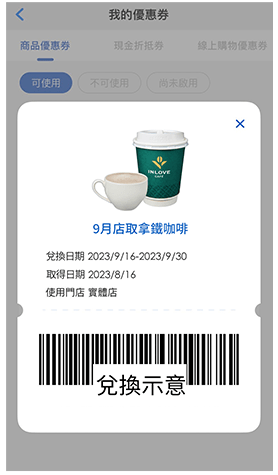 我的優惠券
商品優惠券 現金折抵券 線上購物優惠券
可使用 不可使用 尚未啟用
INLOVE
CAFE
9月店取拿鐵咖啡
兌換日期 2023/9/16-2023/9/30
取得日期 2023/8/16
使用門店 實體店
兌換示意